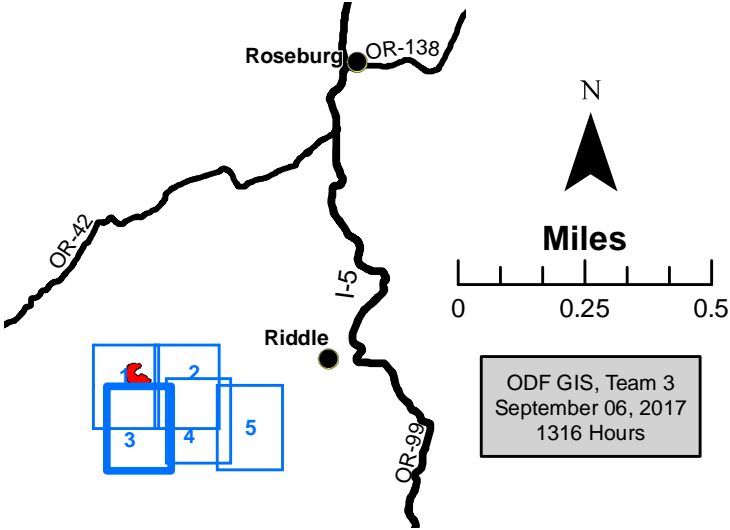 Roseburg
OR-138
N
OR-42
Miles
I-5
0
0.25
0.5
Riddle
1
2
3
4
5
OR-99
ODF GIS, Team 3
September 06, 2017
1316 Hours